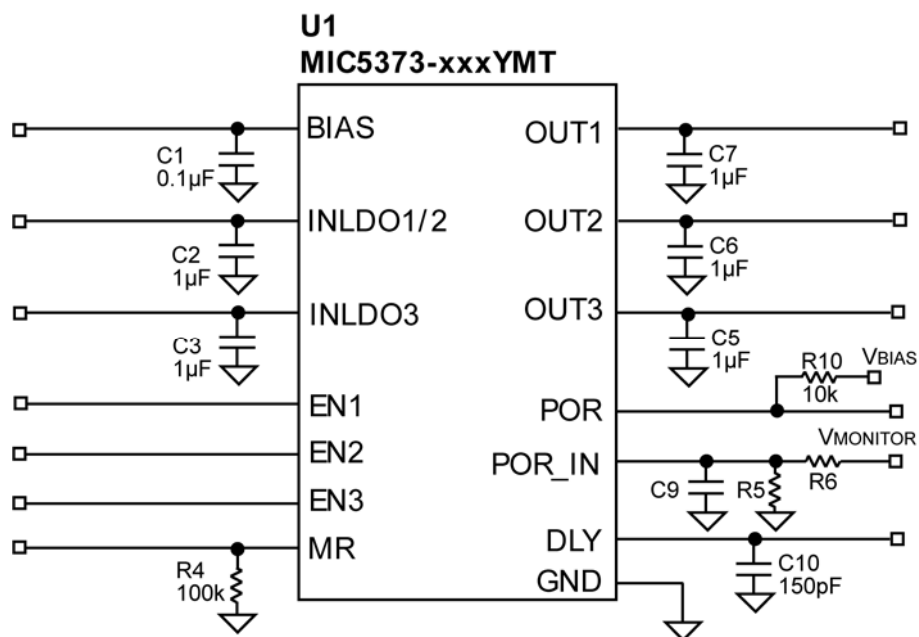 U1
MIC5373-xxxYMT
BIAS
OUT1
C1
0.1µF
C7
1µF
INLDO1/2
OUT2
C2
1µF
C6
1µF
INLDO3
OUT3
C3
1µF
C5
1µF
R10
10k
VBIAS
EN1
POR
VMONITOR
EN2
POR_IN
C9
R5
R6
EN3
MR
DLY
R4
100k
C10
150pF
GND